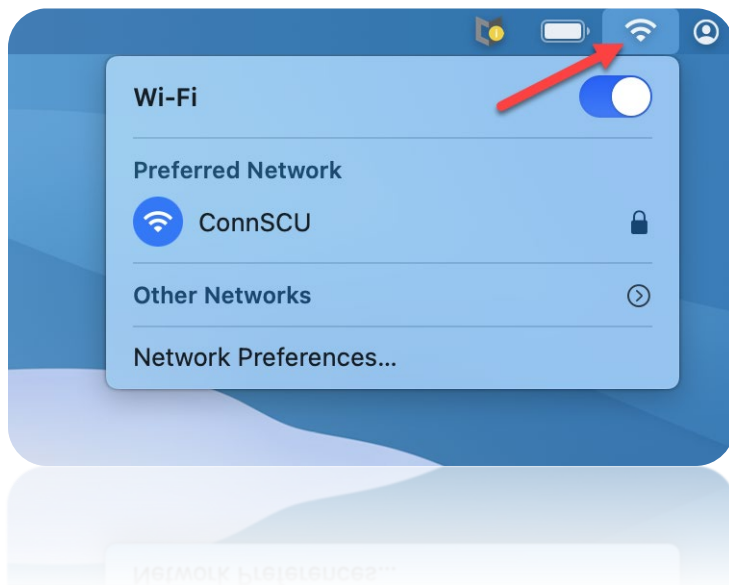 Wi-Fi
Preferred Network
ConnSCU
Other Networks
Network Preferences...